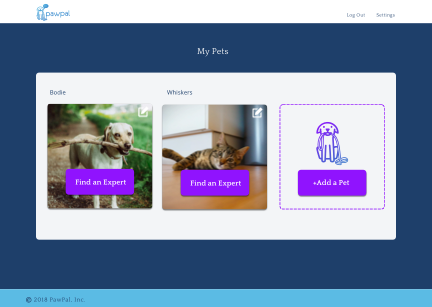 pawpal
Log Out Settings
My Pets
Bodie
Whiskers
Find an Expert
Find an Expert
+Add a Pet
© 2018 PawPal, Inc.